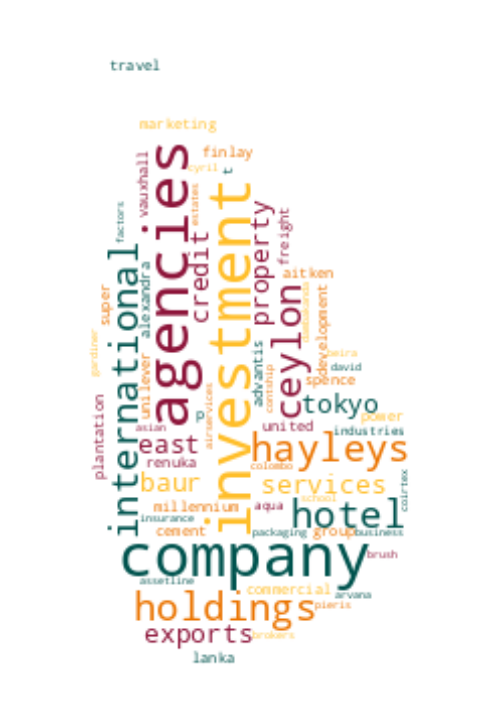 travel
marketing
finlay
cyril
t
vauxhall
agencies
estates
investment
property
freight
factors
credit
international
alexandra
aitken
super
ceylon
development
gardiner
beira
david
spence
unilever
advantis
contship
airservices
tokyo
plantation
p
power
asian
united
industries
east
hayleys
renuka
colombo
baur
services
coirtex
school
millennium
aqua
hotel
insurance
cement
packaging
group
business
company
brush
assetline
commercial
arvana
holdings
pieris
exports
brokers
lanka